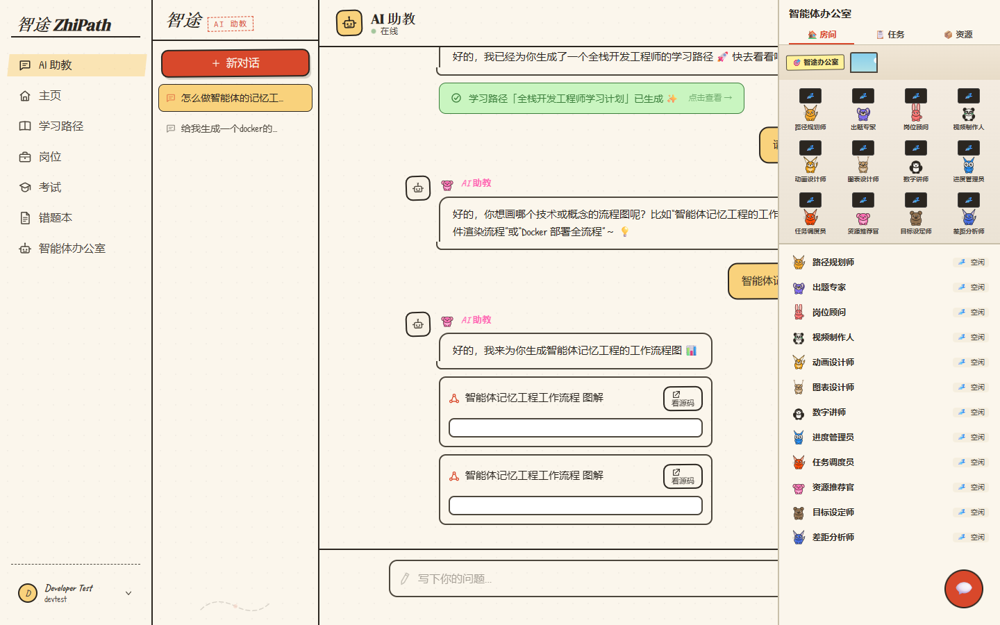 智途 ZhiPath
AI 助教
主页
学习路径
岗位
考试
错题本
智能体办公室
D
Developer Test
devtest
智途
AI 助教
+ 新对话
怎么做智能体的记忆工...
给我生成一个docker的...
AI 助教
在线
好的，我已经为你生成了一个全栈开发工程师的学习路径 🚀 快去看看
学习路径「全栈开发工程师学习计划」已生成 ✨ 点击查看 →
AI 助教
好的，你想画哪个技术或概念的流程图呢？比如"智能体记忆工程的工作
件渲染流程"或"Docker 部署全流程"~ 💡
智能体记
AI 助教
好的，我来为你生成智能体记忆工程的工作流程图 📊
智能体记忆工程工作流程 图解
看源码
智能体记忆工程工作流程 图解
看源码
写下你的问题...
智能体办公室
房间
任务
资源
智途办公室
路径规划师
出题专家
岗位顾问
视频制作人
动画设计师
图表设计师
数字讲师
进度管理员
任务调度员
资源推荐官
目标设定师
差距分析师
路径规划师 空闲
出题专家 空闲
岗位顾问 空闲
视频制作人 空闲
动画设计师 空闲
图表设计师 空闲
数字讲师 空闲
进度管理员 空闲
任务调度员 空闲
资源推荐官 空闲
目标设定师 空闲
差距分析师 空闲